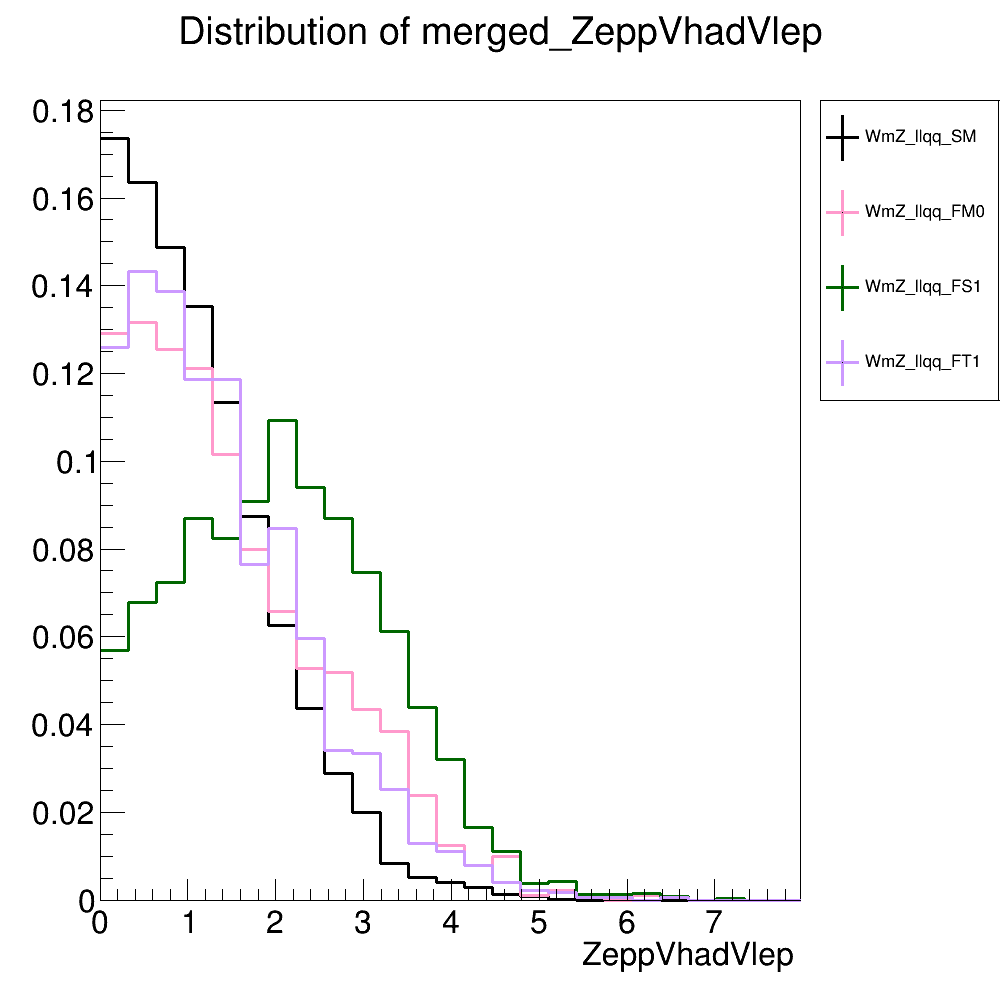 Distribution of merged_ZeppVhadVlep
0.18
0.16
0.14
0.12
0.1
0.08
0.06
0.04
0.02
0
0 1 2 3 4 5 6 7
ZeppVhadVlep
WmZ_llqq_SM
WmZ_llqq_FM0
WmZ_llqq_FS1
WmZ_llqq_FT1